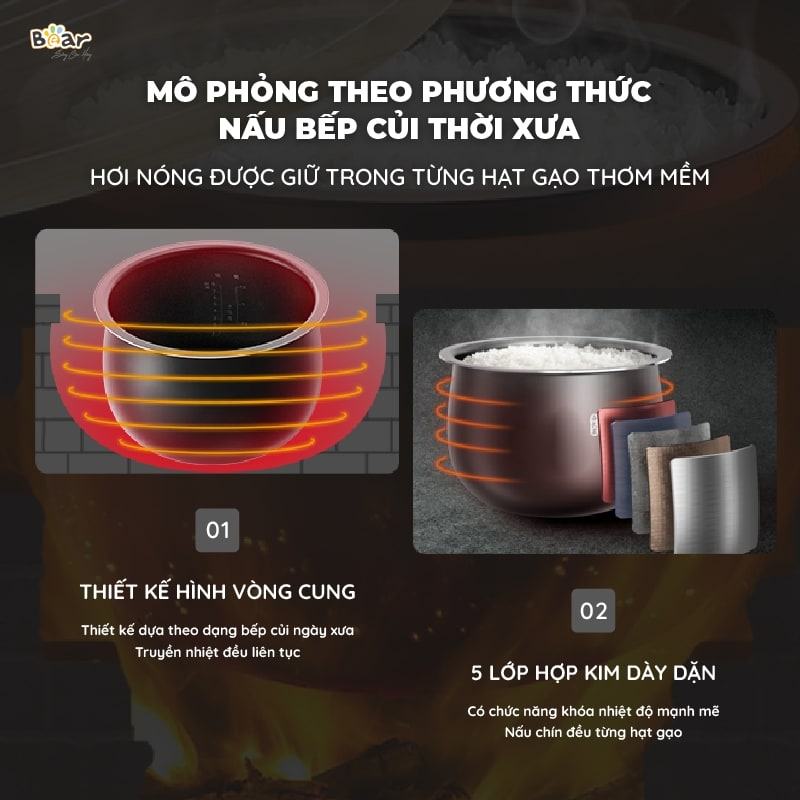 Bear
MÔ PHỎNG THEO PHƯƠNG THỨC
NẤU BẾP CỦI THỜI XƯA
HƠI NÓNG ĐƯỢC GIỮ TRONG TỪNG HẠT GẠO THƠM MỀM
01
THIẾT KẾ HÌNH VÒNG CUNG
Thiết kế dựa theo dạng bếp củi ngày xưa
Truyền nhiệt đều liên tục
02
5 LỚP HỢP KIM DÀY DẶN
Có chức năng khóa nhiệt độ mạnh mẽ
Nấu chín đều từng hạt gạo